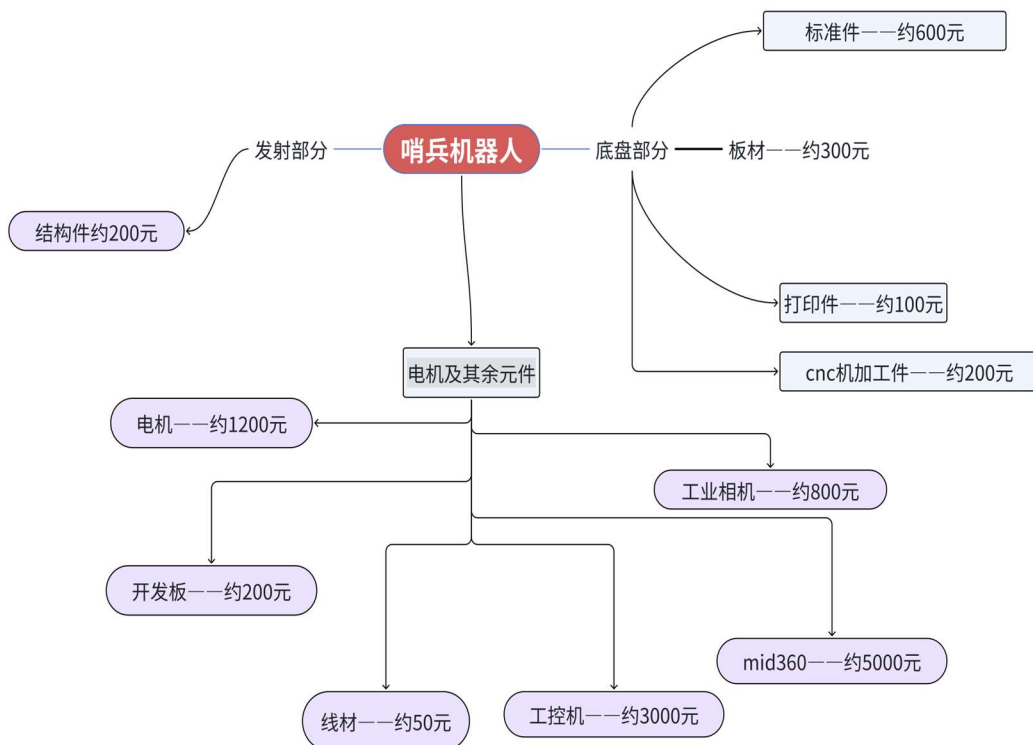 标准件——约600元
发射部分
哨兵机器人
底盘部分
板材——约300元
结构件约200元
打印件——约100元
电机及其余元件
cnc机加工件——约200元
电机——约1200元
工业相机——约800元
开发板——约200元
mid360——约5000元
线材——约50元
工控机——约3000元